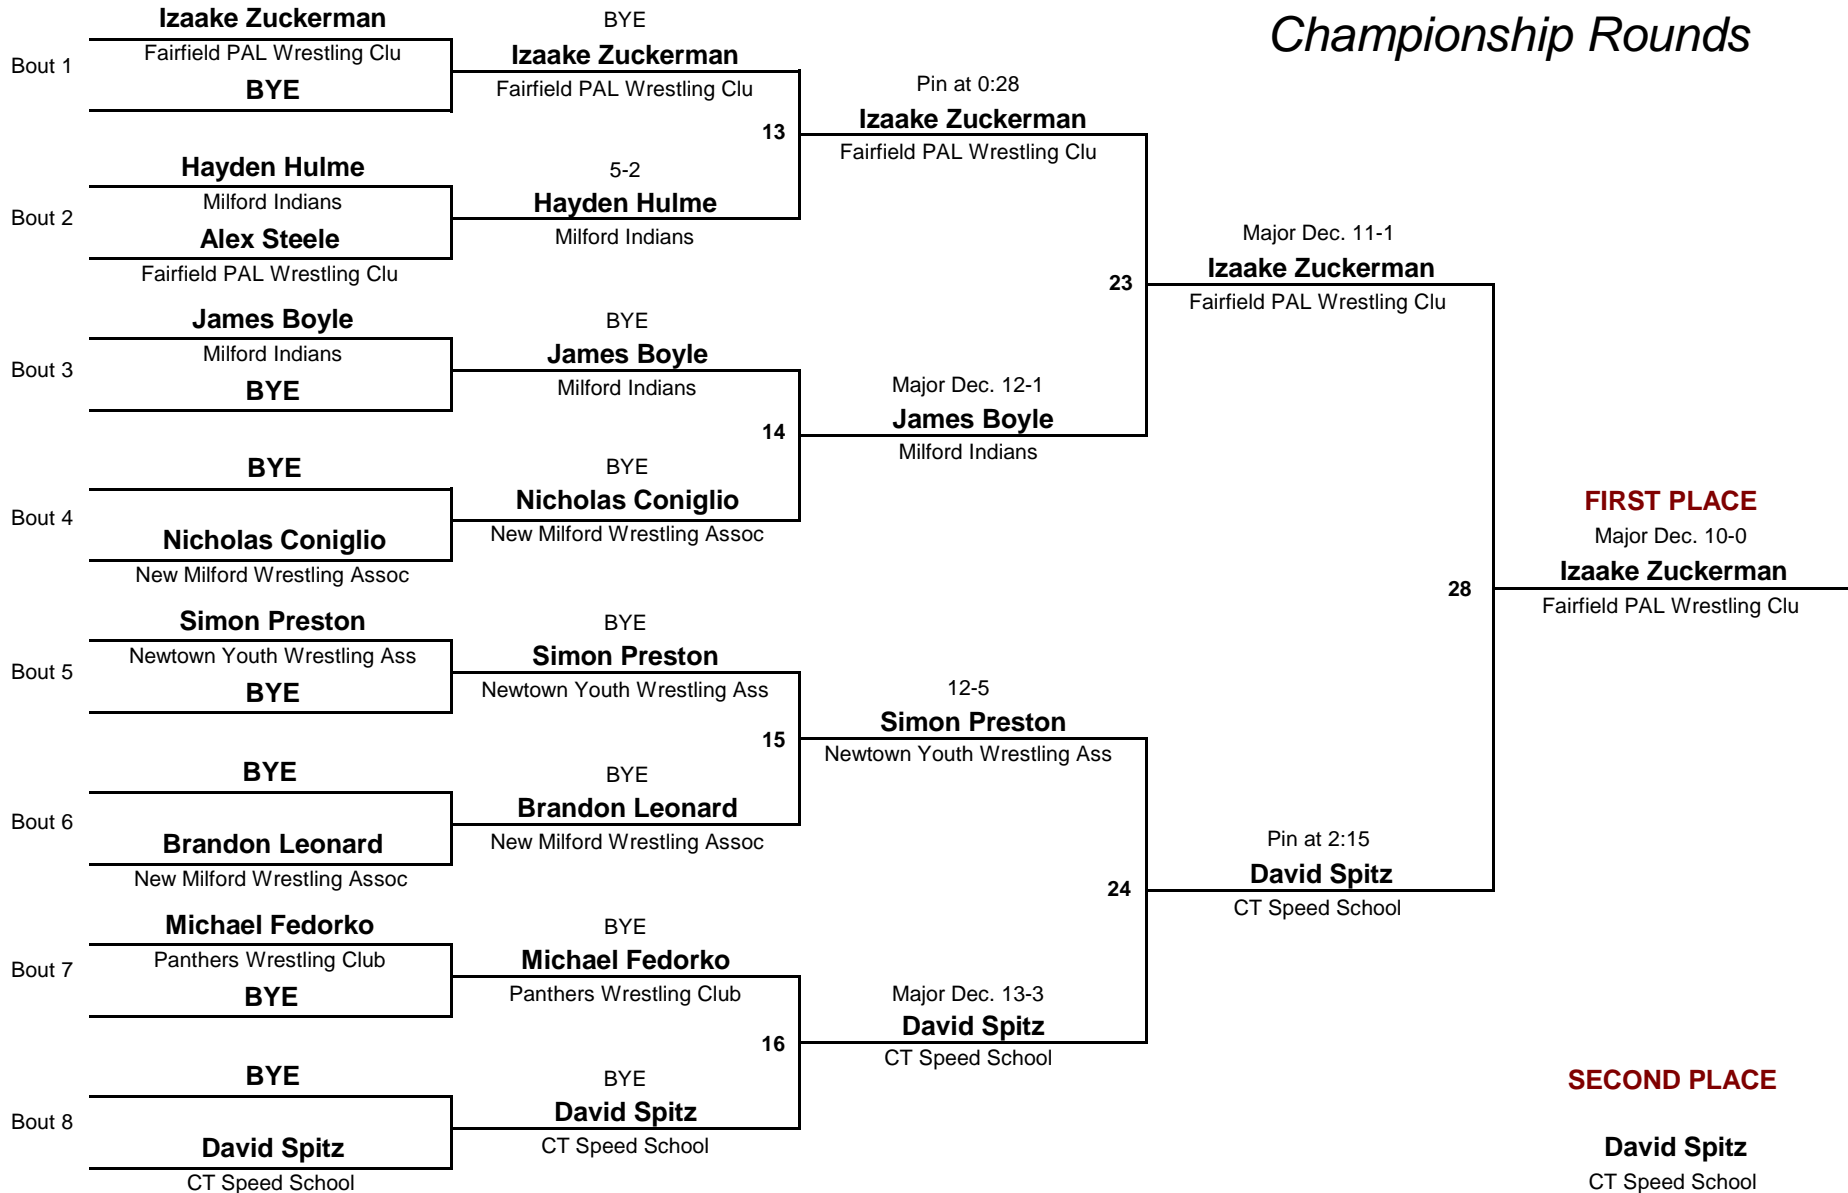 Championship Rounds
Izaake Zuckerman
Bout 1
Fairfield PAL Wrestling Clu
BYE
Hayden Hulme
Bout 2
Milford Indians
Alex Steele
Fairfield PAL Wrestling Clu
James Boyle
Bout 3
Milford Indians
BYE
BYE
Bout 4
Nicholas Coniglio
New Milford Wrestling Assoc
Simon Preston
Bout 5
Newtown Youth Wrestling Ass
BYE
BYE
Bout 6
Brandon Leonard
New Milford Wrestling Assoc
Michael Fedorko
Bout 7
Panthers Wrestling Club
BYE
BYE
Bout 8
David Spitz
CT Speed School
BYE
Izaake Zuckerman
Fairfield PAL Wrestling Clu
13
5-2
Hayden Hulme
Milford Indians
BYE
James Boyle
Milford Indians
14
BYE
Nicholas Coniglio
New Milford Wrestling Assoc
BYE
Simon Preston
Newtown Youth Wrestling Ass
15
BYE
Brandon Leonard
New Milford Wrestling Assoc
BYE
Michael Fedorko
Panthers Wrestling Club
16
BYE
David Spitz
CT Speed School
Pin at 0:28
Izaake Zuckerman
Fairfield PAL Wrestling Clu
23
Major Dec. 12-1
James Boyle
Milford Indians
12-5
Simon Preston
Newtown Youth Wrestling Ass
24
Major Dec. 13-3
David Spitz
CT Speed School
Major Dec. 11-1
Izaake Zuckerman
Fairfield PAL Wrestling Clu
28
Pin at 2:15
David Spitz
CT Speed School
FIRST PLACE
Major Dec. 10-0
Izaake Zuckerman
Fairfield PAL Wrestling Clu
SECOND PLACE
David Spitz
CT Speed School